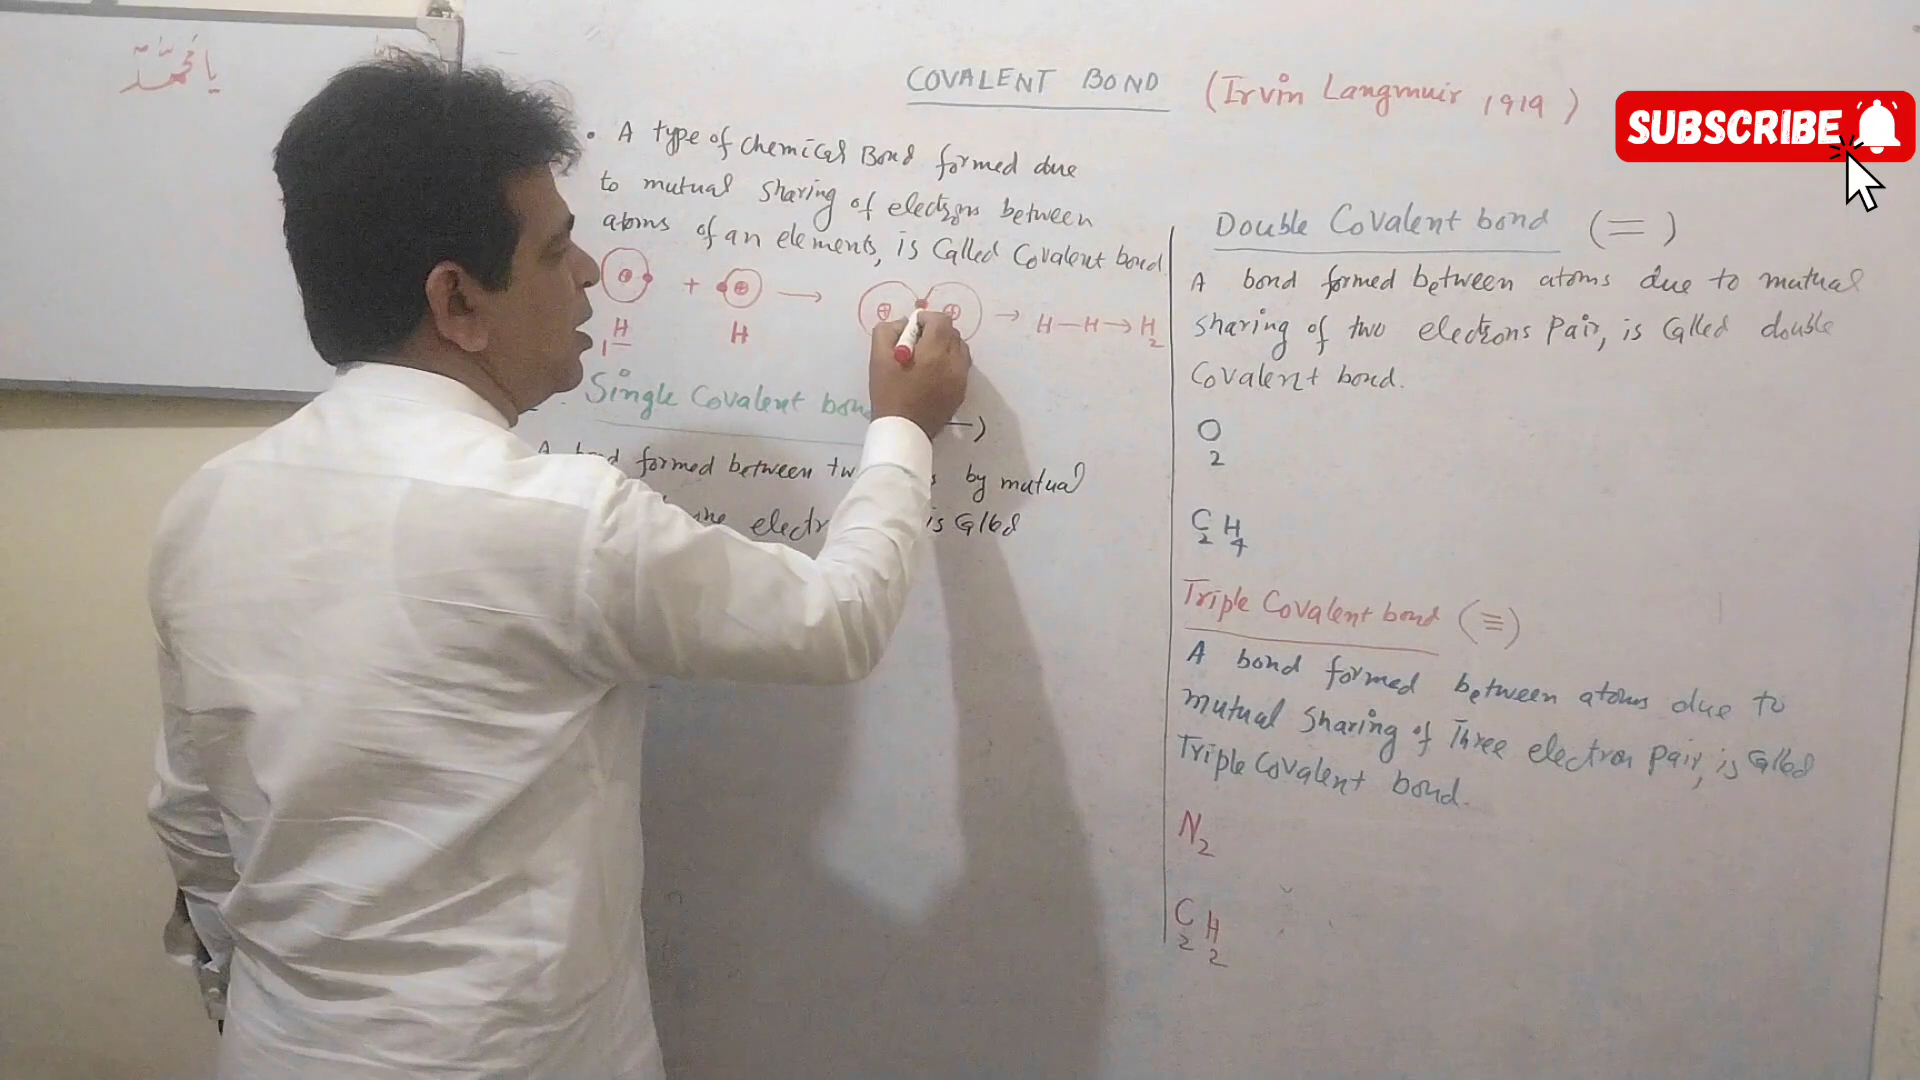 یا محمد
COVALENT BOND (Irvin Langmuir 1919)
SUBSCRIBE
• A type of chemical Bond formed due
to mutual sharing of electrons between
atoms of an elements, is Called Covalent bond
+ → → H—H→H2
1H H
Single Covalent bond —)
A formed between by mutual
is Called
Double Covalent bond (=)
A bond formed between atoms due to mutual
sharing of two electrons Pair, is Called double
Covalent bond.
O2
C2H4
Triple Covalent bond (≡)
A bond formed between atoms due to
mutual sharing of Three electron pair, is Called
Triple Covalent bond.
N2
C2H2